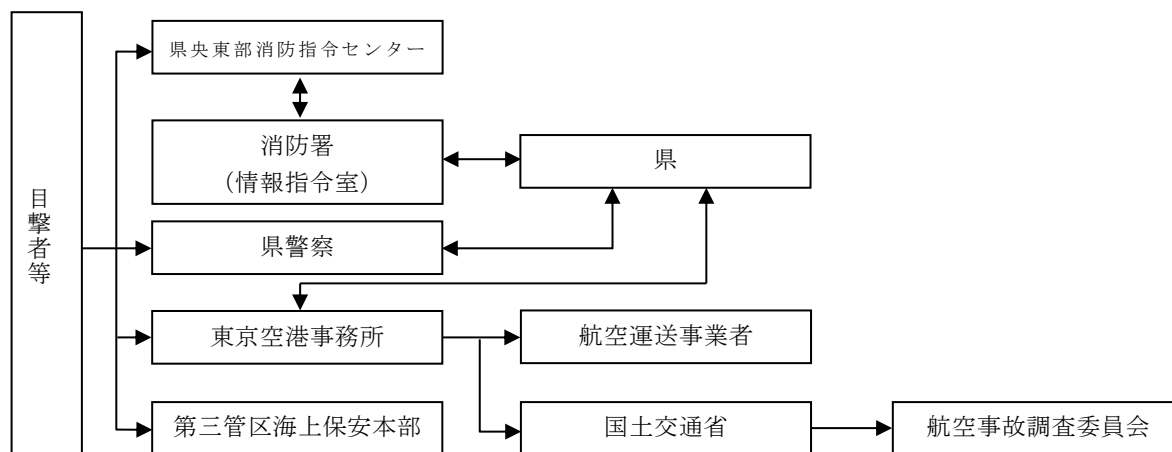 目撃者等
県央東部消防指令センター
消防署
（情報指令室）
県
県警察
東京空港事務所
航空運送事業者
第三管区海上保安本部
国土交通省
航空事故調査委員会